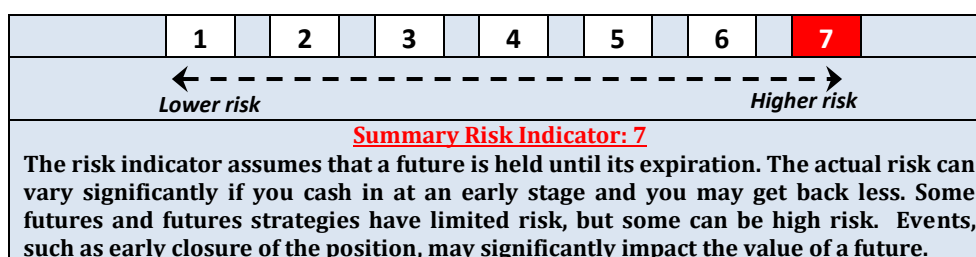 1 2 3 4 5 6 7
Lower risk Higher risk
Summary Risk Indicator: 7
The risk indicator assumes that a future is held until its expiration. The actual risk can
vary significantly if you cash in at an early stage and you may get back less. Some
futures and futures strategies have limited risk, but some can be high risk. Events,
such as early closure of the position, may significantly impact the value of a future.